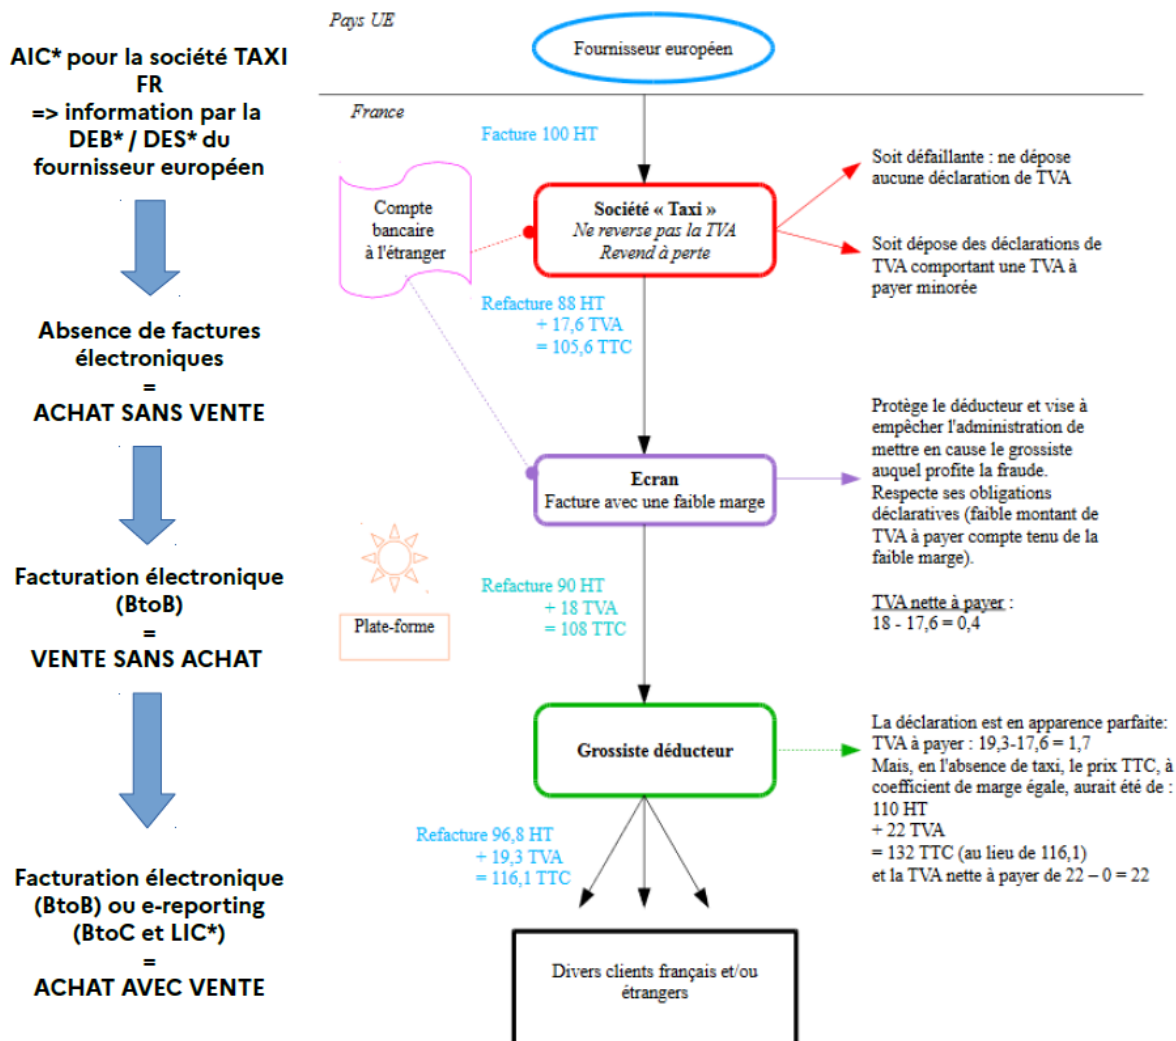 AIC* pour la société TAXI
FR
=> information par la
DEB* / DES* du
fournisseur européen
Absence de factures
électroniques
=
ACHAT SANS VENTE
Facturation électronique
(BtoB)
=
VENTE SANS ACHAT
Facturation électronique
(BtoB) ou e-reporting
(BtoC et LIC*)
=
ACHAT AVEC VENTE
Pays UE
Fournisseur européen
France
Facture 100 HT
Compte
bancaire
à l'étranger
Société « Taxi »
Ne reverse pas la TVA
Revend à perte
Soit défaillante : ne dépose
aucune déclaration de TVA
Soit dépose des déclarations de
TVA comportant une TVA à
payer minorée
Refacture 88 HT
+ 17,6 TVA
= 105,6 TTC
Ecran
Facture avec une faible marge
Protège le déducteur et vise à
empêcher l'administration de
mettre en cause le grossiste
auquel profite la fraude.
Respecte ses obligations
déclaratives (faible montant de
TVA à payer compte tenu de la
faible marge).
TVA nette à payer :
18 - 17,6 = 0,4
Plate-forme
Refacture 90 HT
+ 18 TVA
= 108 TTC
Grossiste déducteur
La déclaration est en apparence parfaite:
TVA à payer : 19,3-17,6 = 1,7
Mais, en l'absence de taxi, le prix TTC, à
coefficient de marge égale, aurait été de :
110 HT
+ 22 TVA
= 132 TTC (au lieu de 116,1)
et la TVA nette à payer de 22 – 0 = 22
Refacture 96,8 HT
+ 19,3 TVA
= 116,1 TTC
Divers clients français et/ou
étrangers